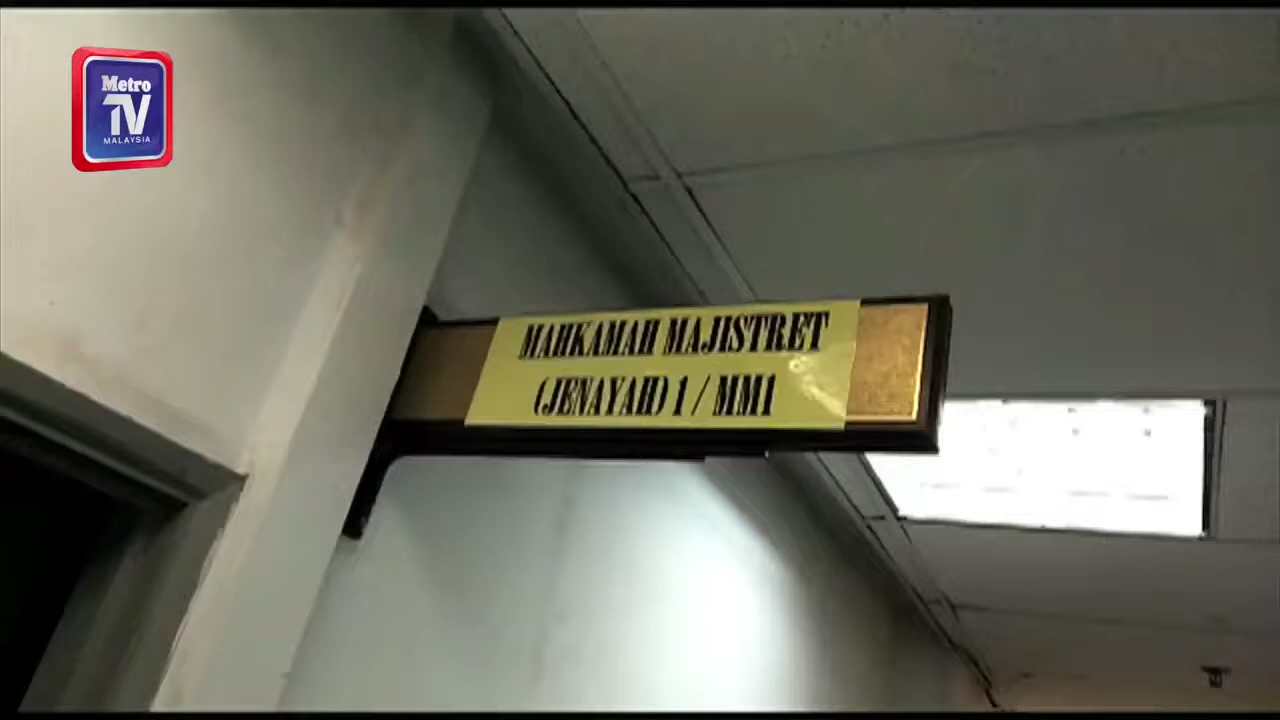 Metro
TV
MALAYSIA
MAHKAMAH MAJISTRET
(JENAYAH) 1 / MM1